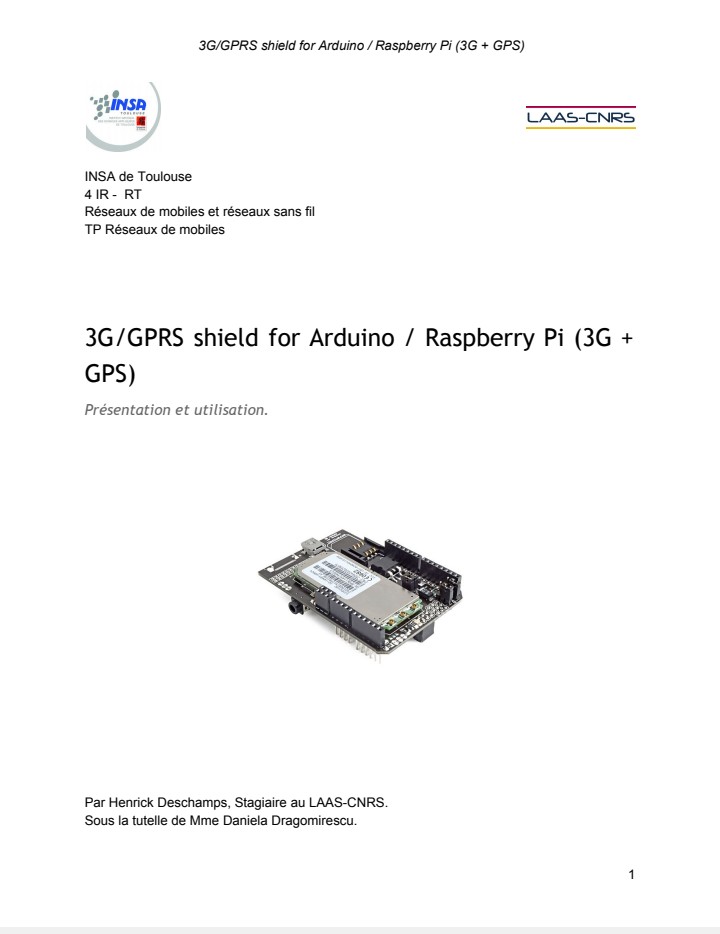 3G/GPRS shield for Arduino / Raspberry Pi (3G + GPS)
INSA
TOULOUSE
LAAS-CNRS
INSA de Toulouse
4 IR - RT
Réseaux de mobiles et réseaux sans fil
TP Réseaux de mobiles
3G/GPRS shield for Arduino / Raspberry Pi (3G +
GPS)
Présentation et utilisation.
Par Henrick Deschamps, Stagiaire au LAAS-CNRS.
Sous la tutelle de Mme Daniela Dragomirescu.
1